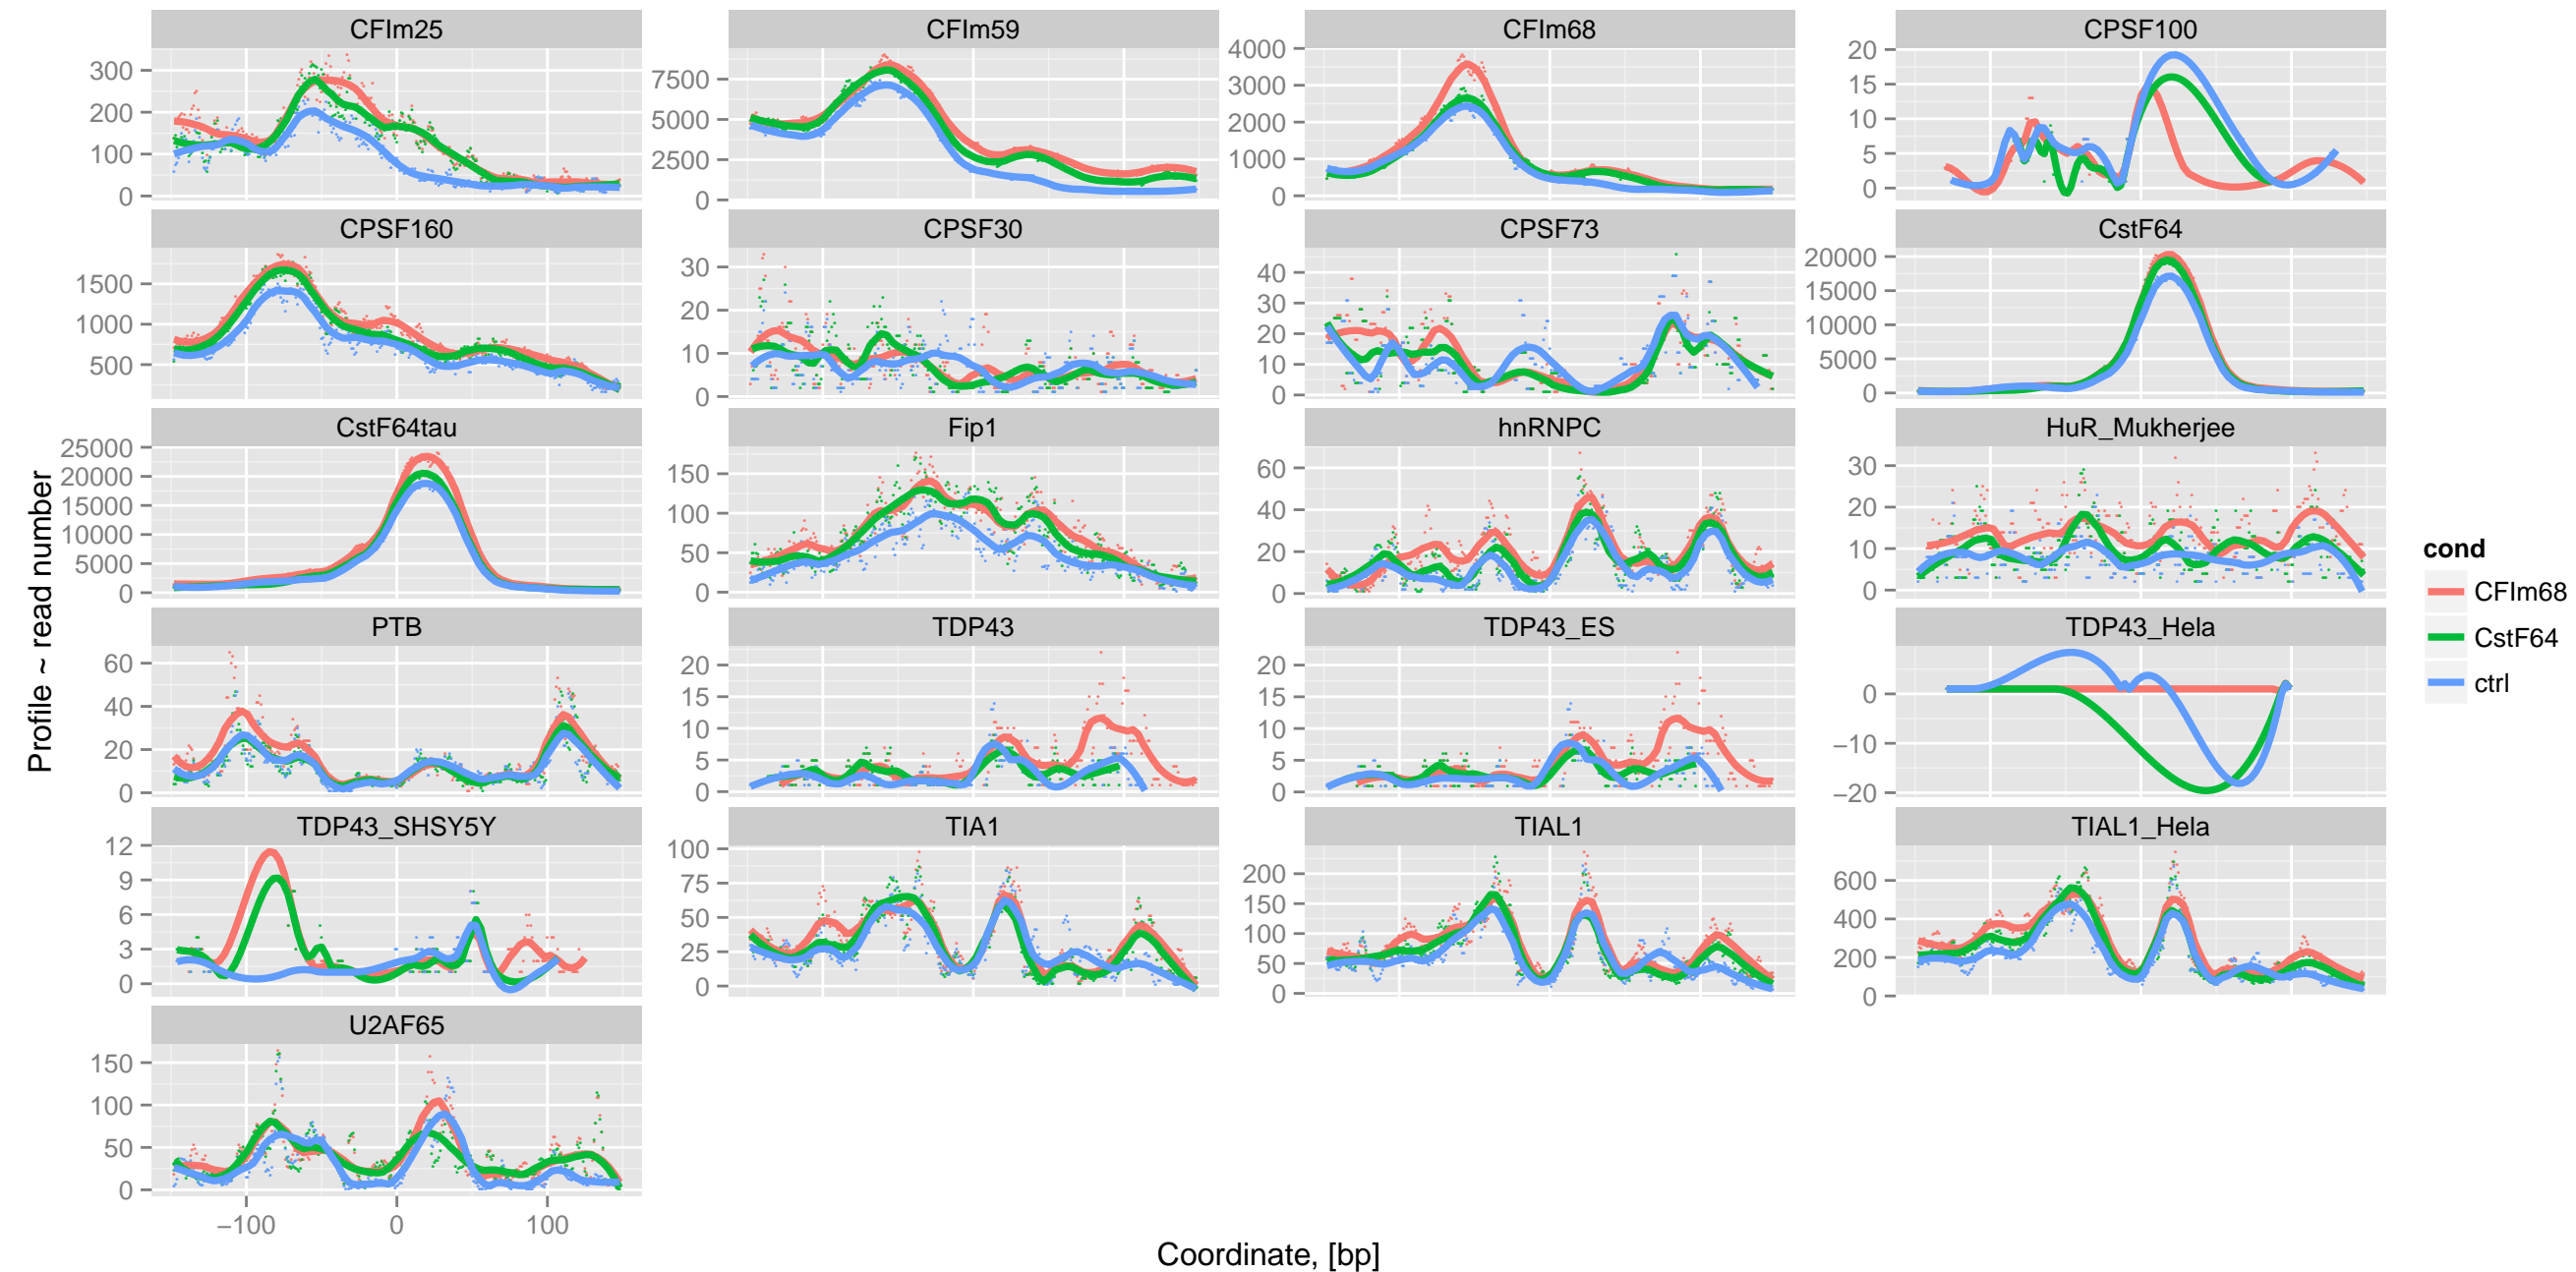 CFIm25 CFIm59 CFIm68 CPSF100
300 200 100 0
7500 5000 2500 0
4000 3000 2000 1000 0
20 15 10 5 0
CPSF160 CPSF30 CPSF73 CstF64
1500 1000 500
30 20 10 0
40 30 20 10 0
20000 15000 10000 5000 0
CstF64tau Fip1 hnRNPC HuR_Mukherjee
25000 20000 15000 10000 5000 0
150 100 50 0
60 40 20 0
30 20 10 0
Profile ~ read number
PTB TDP43 TDP43_ES TDP43_Hela
60 40 20 0
20 15 10 5 0
20 15 10 5 0
0 −10 −20
TDP43_SHSY5Y TIA1 TIAL1 TIAL1_Hela
12 9 6 3 0
100 75 50 25 0
200 150 100 50 0
600 400 200 0
U2AF65
150 100 50 0
−100 0 100
Coordinate, [bp]
cond
CFIm68
CstF64
ctrl